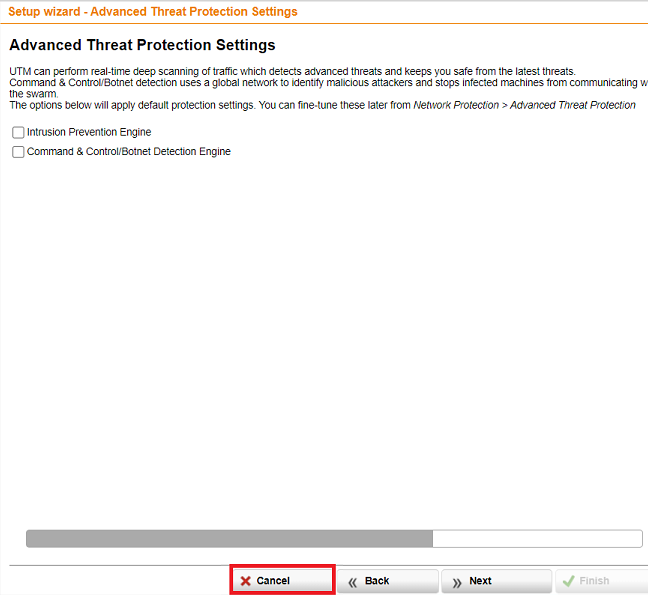 Setup wizard - Advanced Threat Protection Settings
Advanced Threat Protection Settings
UTM can perform real-time deep scanning of traffic which detects advanced threats and keeps you safe from the latest threats.
Command & Control/Botnet detection uses a global network to identify malicious attackers and stops infected machines from communicating w
the swarm.
The options below will apply default protection settings. You can fine-tune these later from Network Protection > Advanced Threat Protection
Intrusion Prevention Engine
Command & Control/Botnet Detection Engine
Cancel
Back
Next
Finish